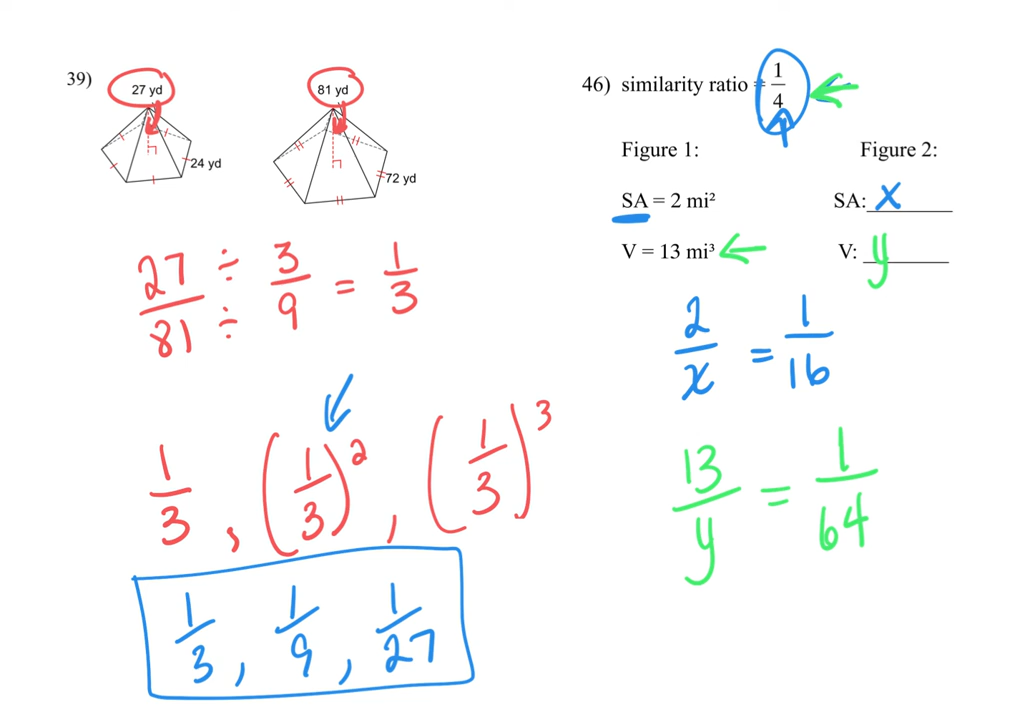 39)
27 yd
81 yd
24 yd
72 yd
27/81 ÷ ÷ 3/9 = 1/3
1/3, (1/3)^2, (1/3)^3
1/3, 1/9, 1/27
46) similarity ratio = 1/4
4
Figure 1:
Figure 2:
SA = 2 mi²
SA: x
V = 13 mi³
V: y
2/x = 1/16
13/y = 1/64